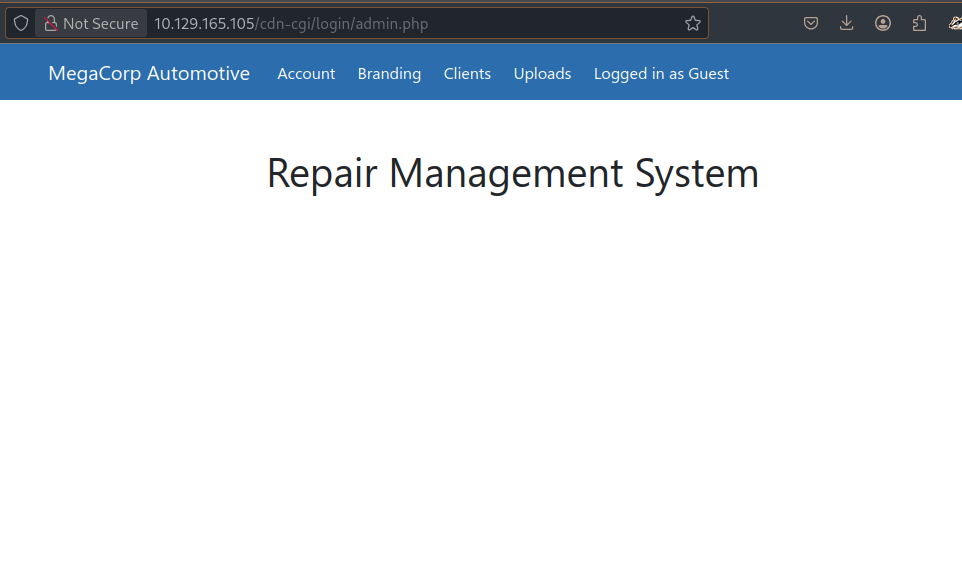 Not Secure 10.129.165.105/cdn-cgi/login/admin.php
MegaCorp Automotive Account Branding Clients Uploads Logged in as Guest
Repair Management System